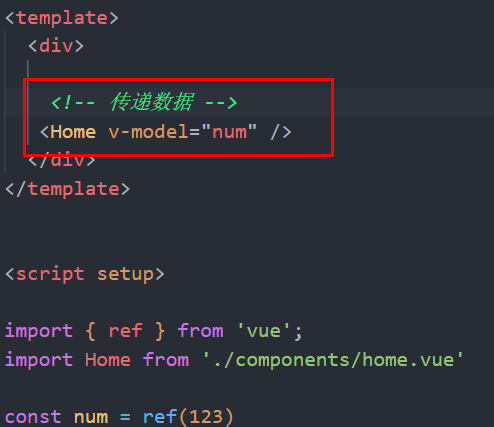 <template>
<div>
<!-- 传递数据 -->
<Home v-model="num" />
</div>
</template>
<script setup>
import { ref } from 'vue';
import Home from './components/home.vue'
const num = ref(123)